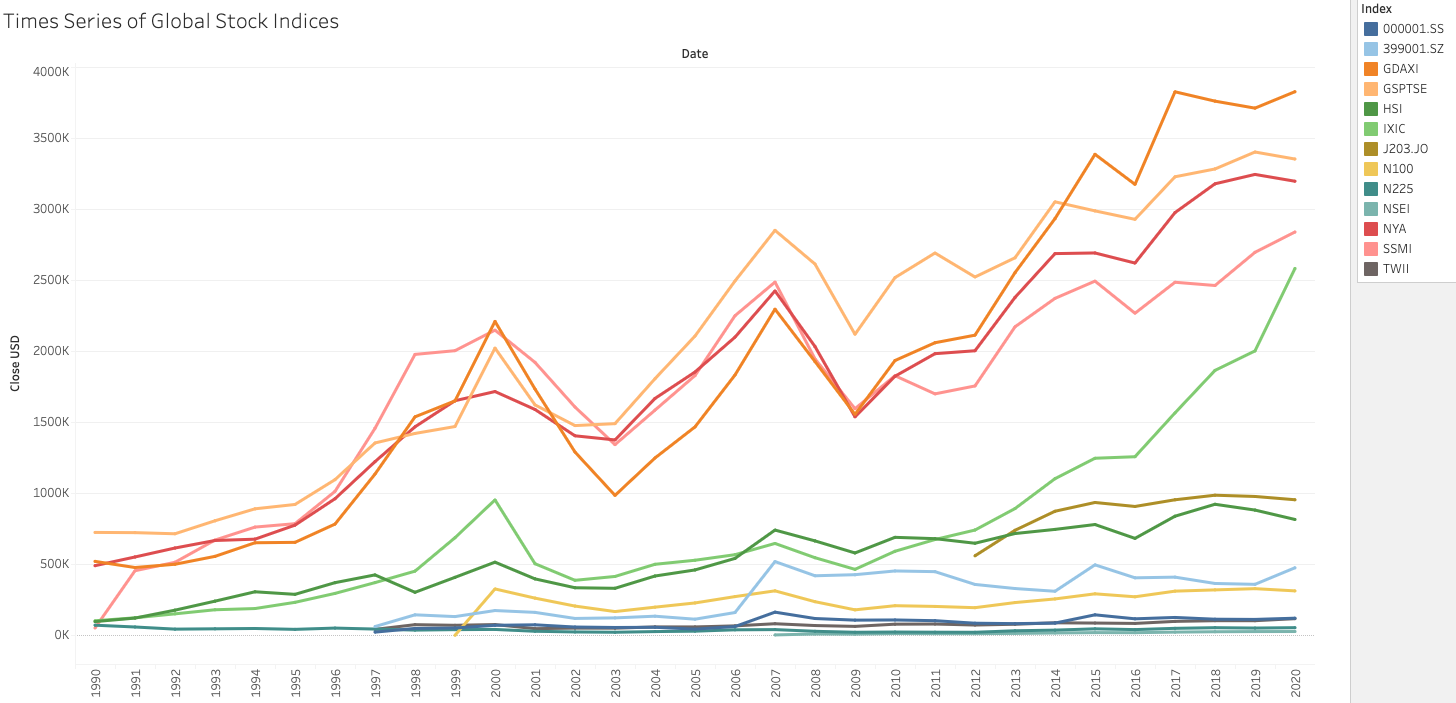 Times Series of Global Stock Indices
Date
Close USD
4000K
3500K
3000K
2500K
2000K
1500K
1000K
500K
0K
1990
1991
1992
1993
1994
1995
1996
1997
1998
1999
2000
2001
2002
2003
2004
2005
2006
2007
2008
2009
2010
2011
2012
2013
2014
2015
2016
2017
2018
2019
2020
Index
000001.SS
399001.SZ
GDAXI
GSPTSE
HSI
IXIC
J203.JO
N100
N225
NSEI
NYA
SSMI
TWII